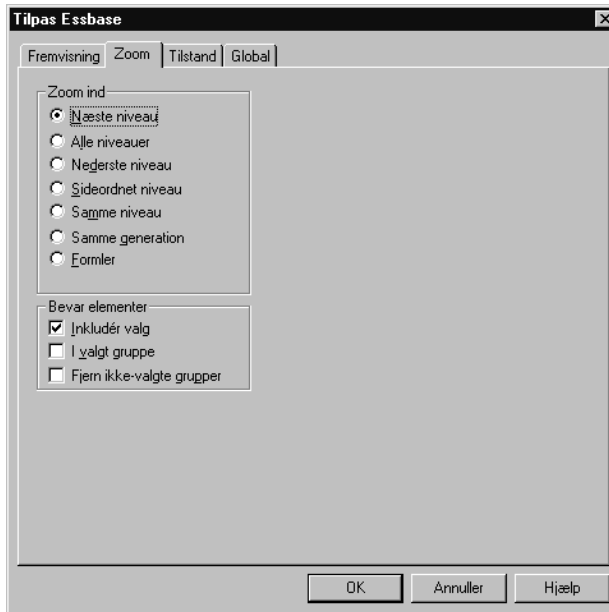 Tilpas Essbase
Fremvisning Zoom Tilstand Global
Zoom ind
Næste niveau
Alle niveauer
Nederste niveau
Sideordnet niveau
Samme niveau
Samme generation
Formler
Bevar elementer
Inkludér valg
I valgt gruppe
Fjern ikke-valgte grupper
OK Annuller Hjælp